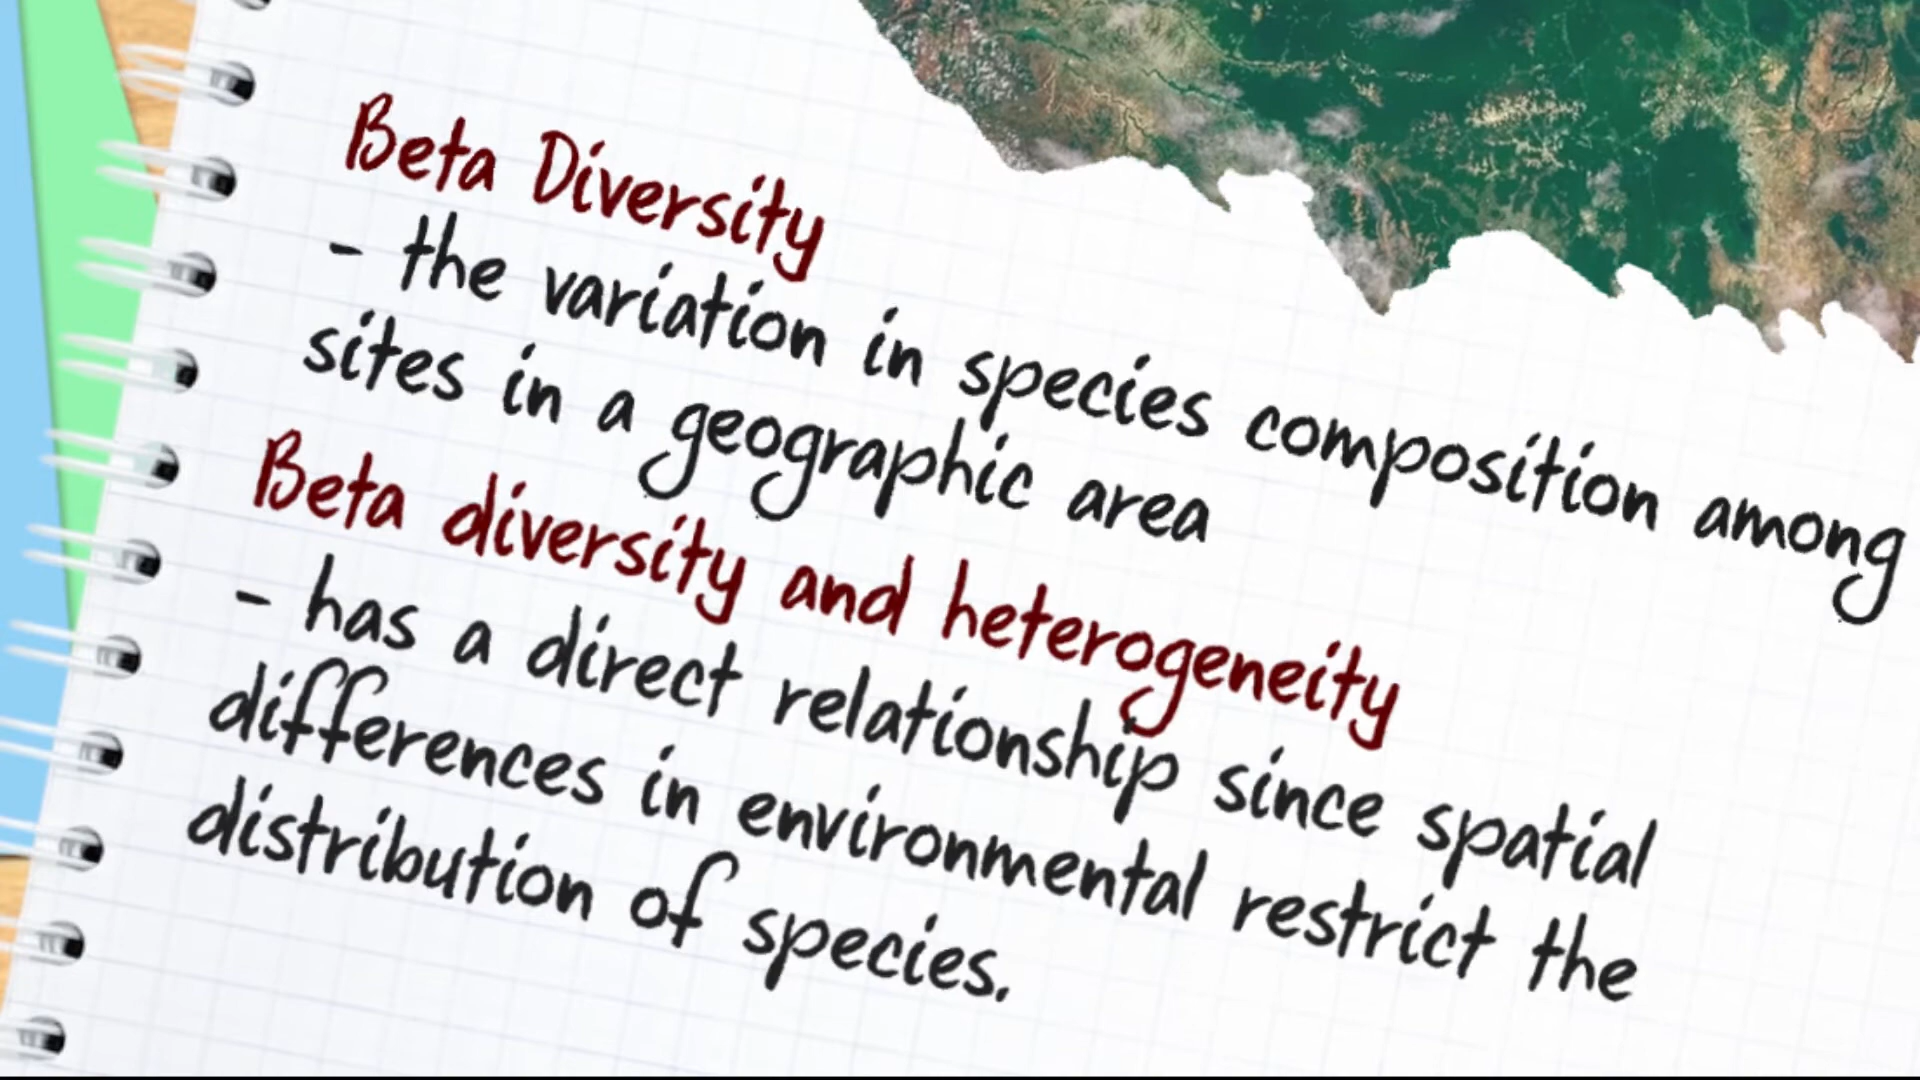 Beta Diversity
- the variation in species composition among
sites in a geographic area
Beta diversity and heterogeneity
- has a direct relationship since spatial
differences in environmental restrict the
distribution of species.